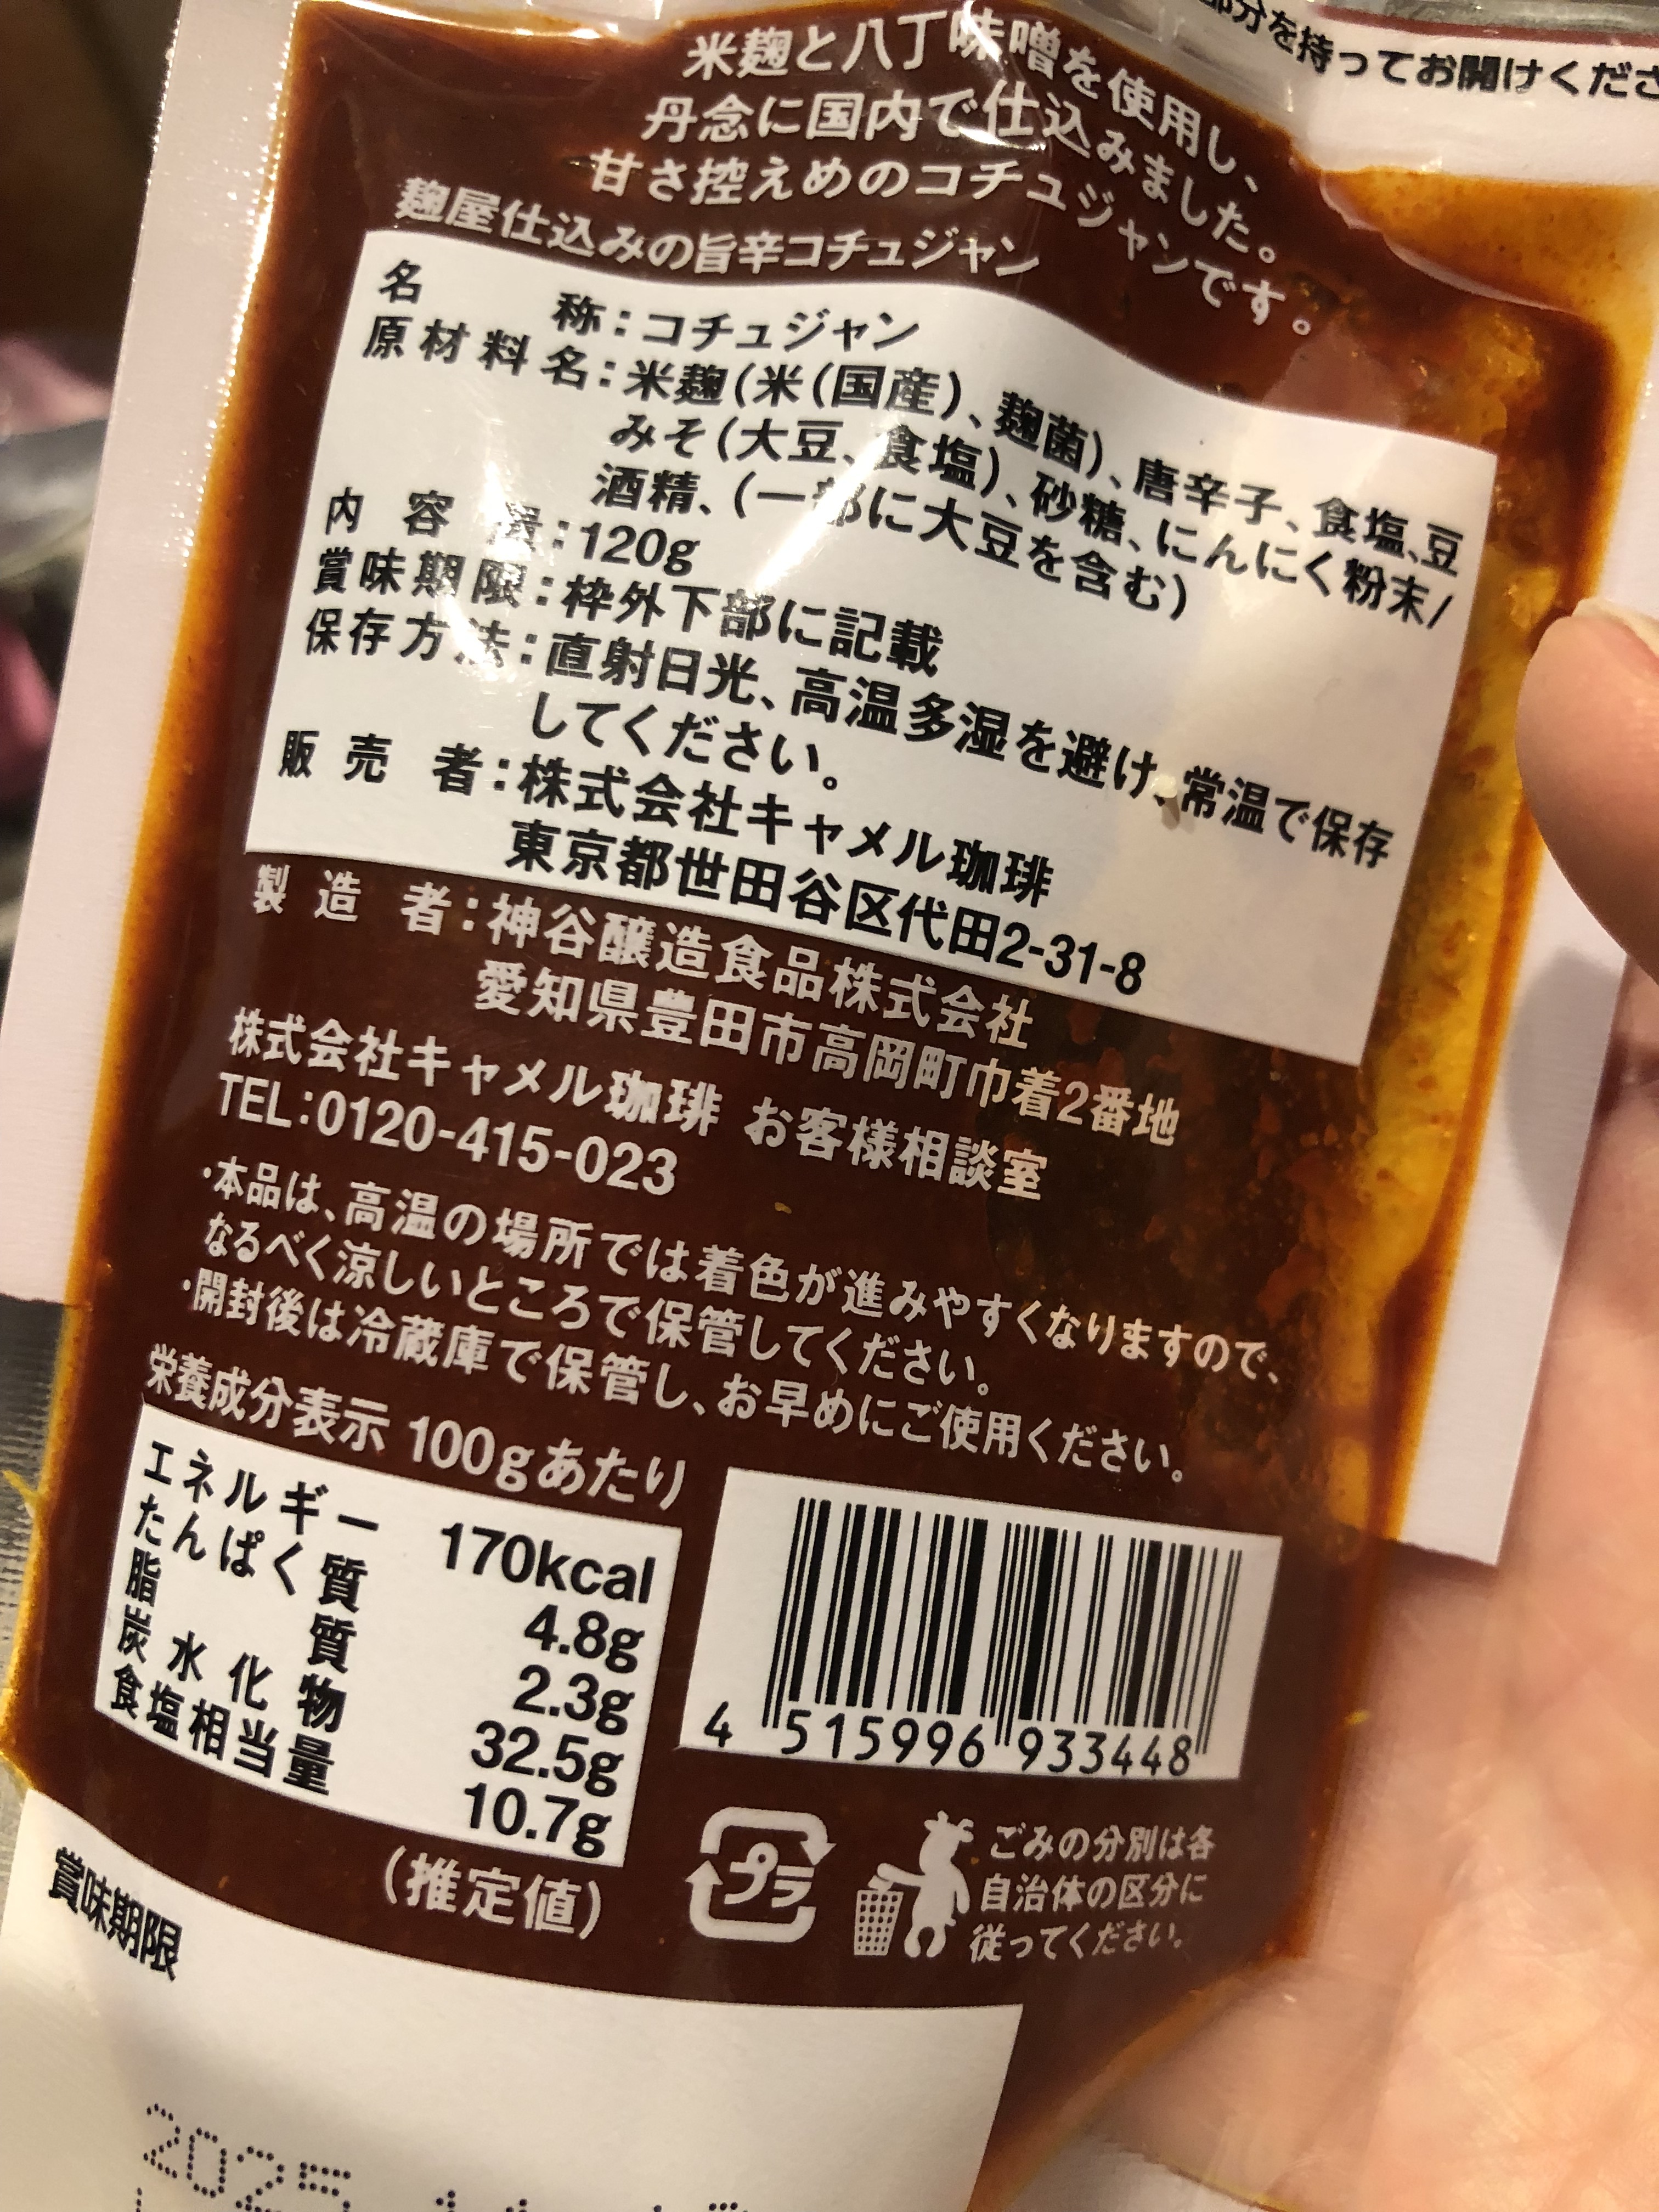 部分を持ってお開けくださ
米麹と八丁味噌を使用し、
丹念に国内で仕込みました。
甘さ控えめのコチュジャンです。
麹屋仕込みの旨辛コチュジャン
名称:コチュジャン
原材料名:米麹(米(国産)、麹菌)、唐辛子、食塩、豆
みそ(大豆、食塩)、砂糖、にんにく粉末/
酒精、(一部に大豆を含む)
内容量:120g
賞味期限:枠外下部に記載
保存方法:直射日光、高温多湿を避け、常温で保存
してください。
販売者:株式会社キャメル珈琲
東京都世田谷区代田2-31-8
製造者:神谷醸造食品株式会社
愛知県豊田市高岡町巾着2番地
株式会社キャメル珈琲 お客様相談室
TEL:0120-415-023
・本品は、高温の場所では着色が進みやすくなりますので、
なるべく涼しいところで保管してください。
・開封後は冷蔵庫で保管し、お早めにご使用ください。
栄養成分表示 100gあたり
エネルギー 170kcal
たんぱく質 4.8g
脂質 2.3g
炭水化物 32.5g
食塩相当量 10.7g
(推定値)
4 515996 933448
プラ
ごみの分別は各
自治体の区分に
従ってください。
賞味期限
2025